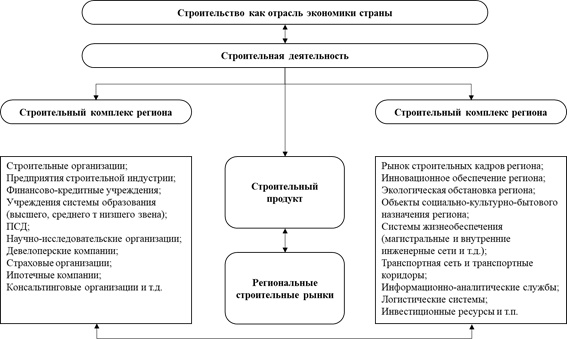 Строительство как отрасль экономики страны
Строительная деятельность
Строительный комплекс региона
Строительный комплекс региона
Строительные организации;
Предприятия строительной индустрии;
Финансово-кредитные учреждения;
Учреждения системы образования
(высшего, среднего т низшего звена);
ПСД;
Научно-исследовательские организации;
Девелоперские компании;
Страховые организации;
Ипотечные компании;
Консалтинговые организации и т.д.
Строительный
продукт
Региональные
строительные рынки
Рынок строительных кадров региона;
Инновационное обеспечение региона;
Экологическая обстановка региона;
Объекты социально-культурно-бытового
назначения региона;
Системы жизнеобеспечения
(магистральные и внутренние
инженерные сети и т.д.);
Транспортная сеть и транспортные
коридоры;
Информационно-аналитические службы;
Логистические системы;
Инвестиционные ресурсы и т.п.